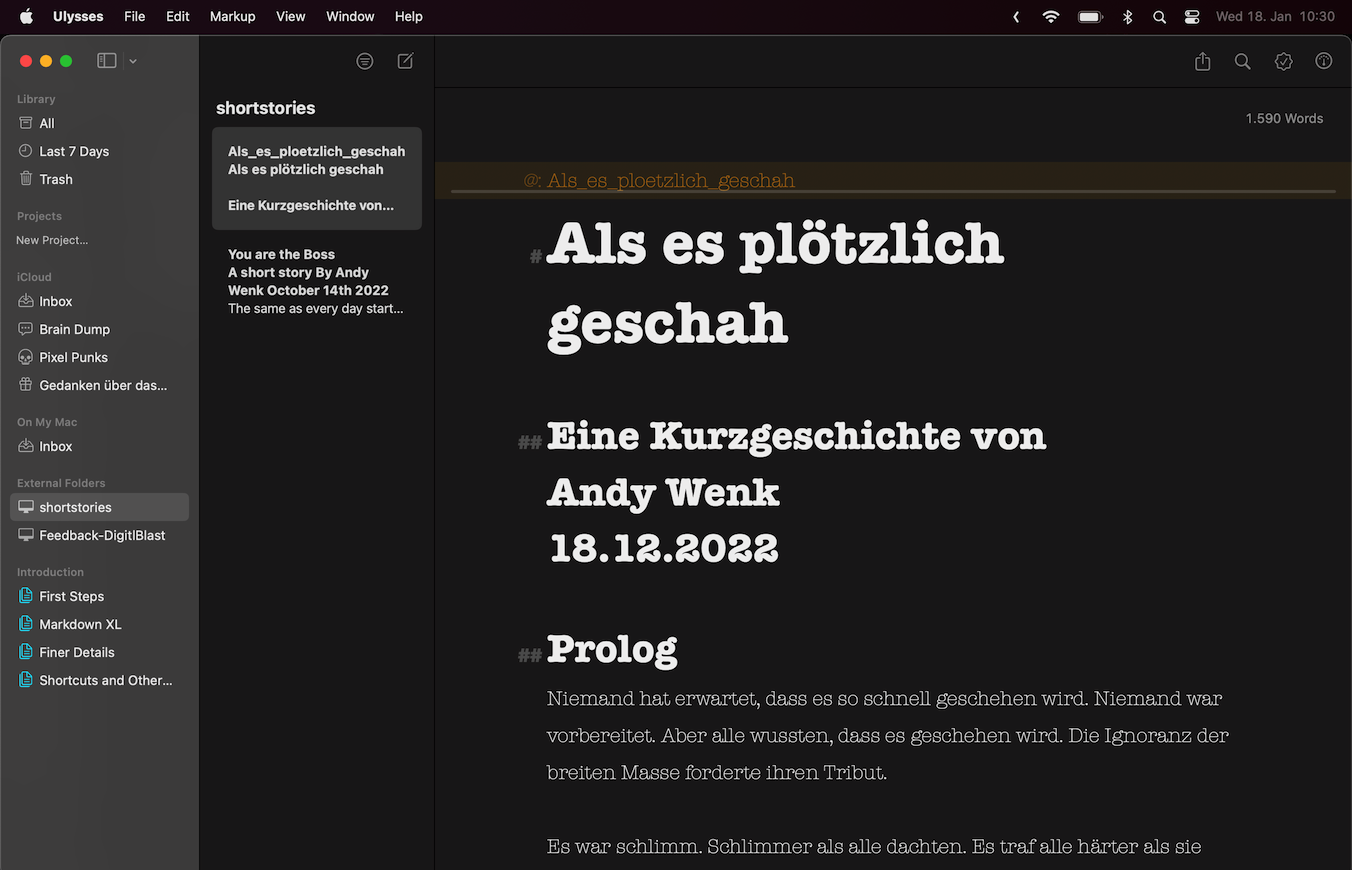 Ulysses File Edit Markup View Window Help Wed 18. Jan 10:30
Library
All
Last 7 Days
Trash
Projects
New Project...
iCloud
Inbox
Brain Dump
Pixel Punks
Gedanken über das...
On My Mac
Inbox
External Folders
shortstories
Feedback-DigitlBlast
Introduction
First Steps
Markdown XL
Finer Details
Shortcuts and Other...
shortstories
Als_es_ploetzlich_geschah
Als es plötzlich geschah
Eine Kurzgeschichte von...
You are the Boss
A short story By Andy
Wenk October 14th 2022
The same as every day start...
1.590 Words
@: Als_es_ploetzlich_geschah
# Als es plötzlich
geschah
## Eine Kurzgeschichte von
Andy Wenk
18.12.2022
## Prolog
Niemand hat erwartet, dass es so schnell geschehen wird. Niemand war
vorbereitet. Aber alle wussten, dass es geschehen wird. Die Ignoranz der
breiten Masse forderte ihren Tribut.
Es war schlimm. Schlimmer als alle dachten. Es traf alle härter als sie